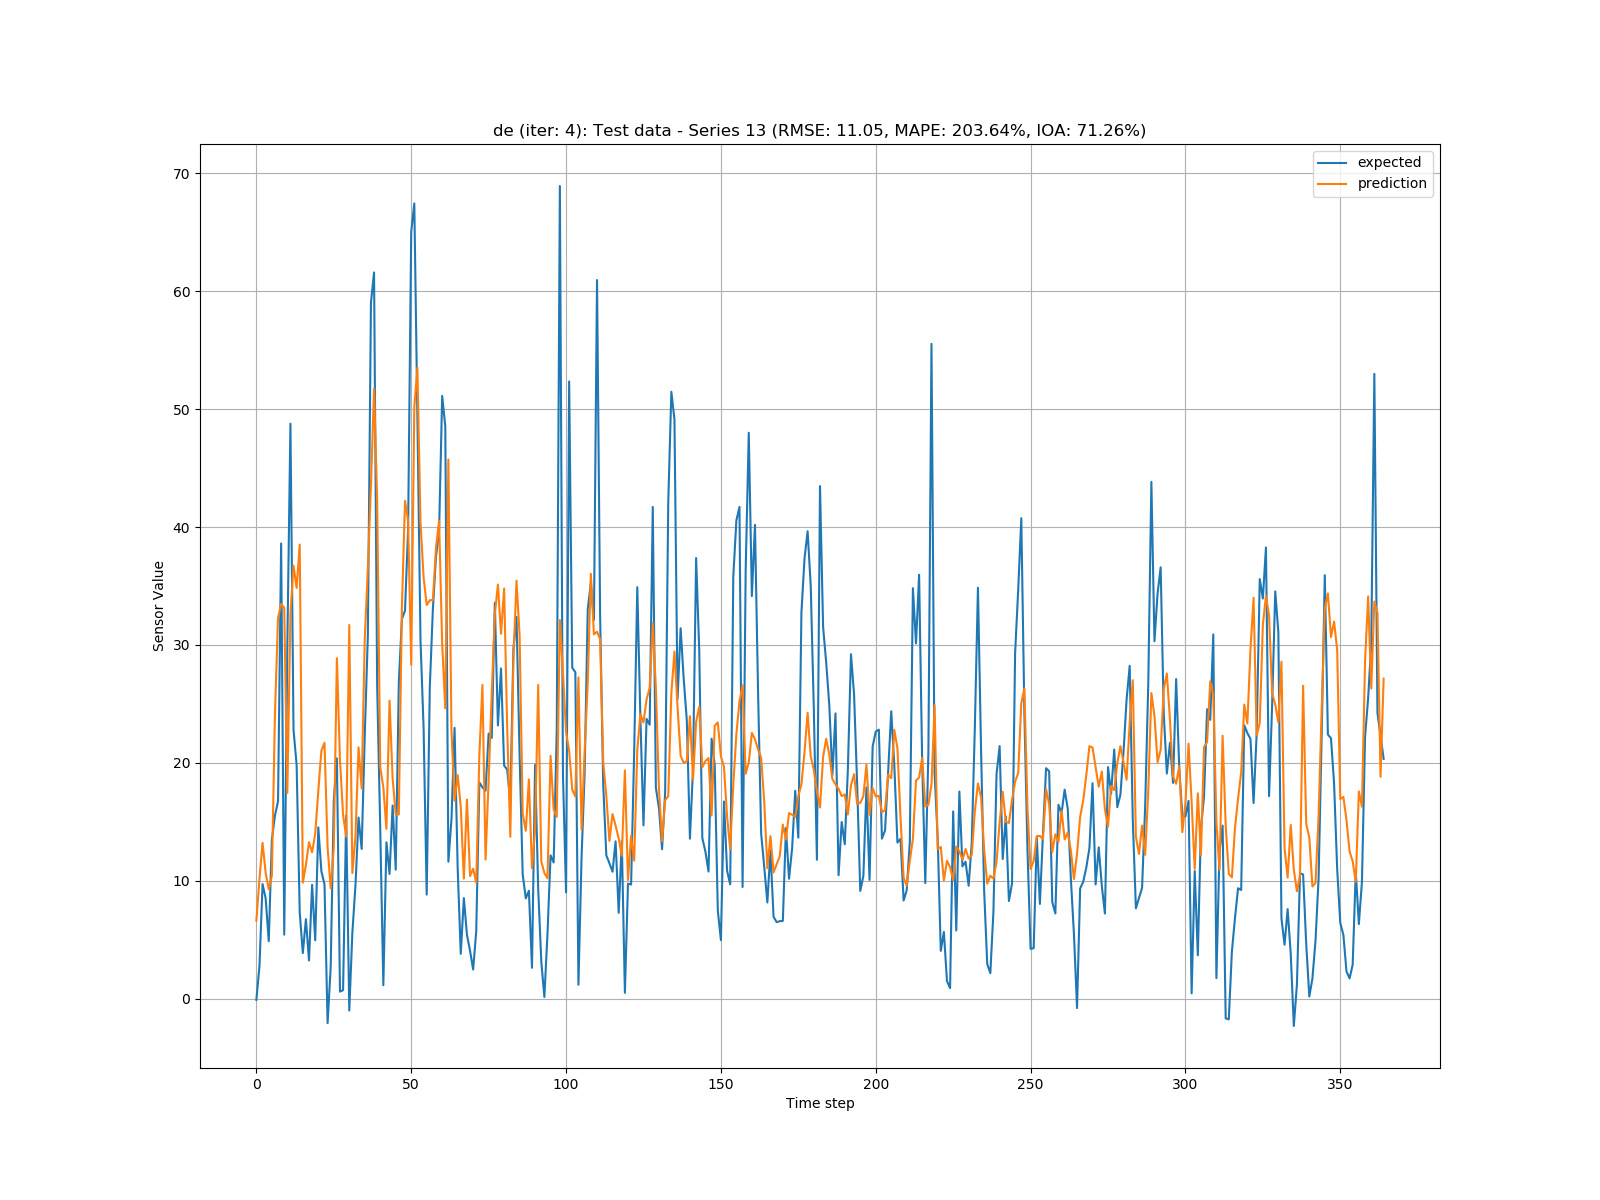 de (iter: 4): Test data - Series 13 (RMSE: 11.05, MAPE: 203.64%, IOA: 71.26%)
expected
prediction
70
60
50
40
30
20
10
0
Sensor Value
0 50 100 150 200 250 300 350
Time step